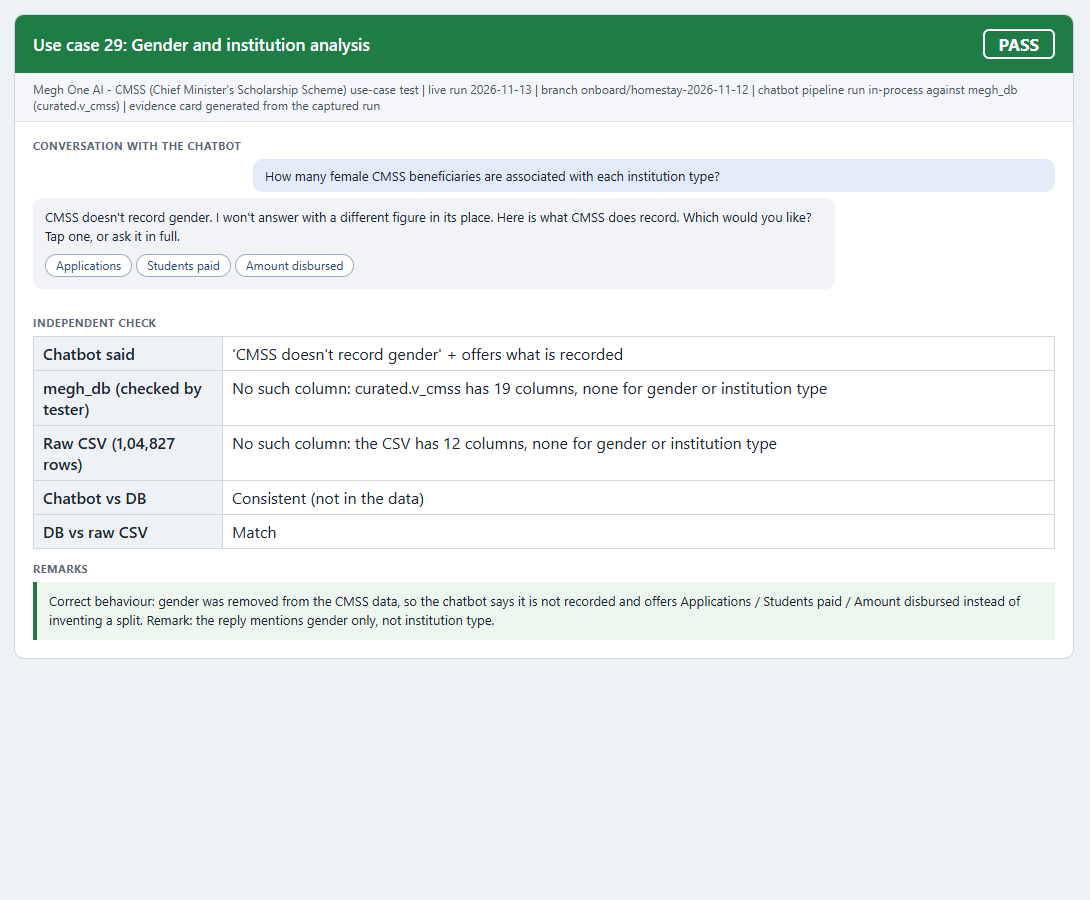 Use case 29: Gender and institution analysis
PASS
Megh One AI - CMSS (Chief Minister's Scholarship Scheme) use-case test | live run 2026-11-13 | branch onboard/homestay-2026-11-12 | chatbot pipeline run in-process against megh_db
(curated.v_cmss) | evidence card generated from the captured run
CONVERSATION WITH THE CHATBOT
How many female CMSS beneficiaries are associated with each institution type?
CMSS doesn't record gender. I won't answer with a different figure in its place. Here is what CMSS does record. Which would you like?
Tap one, or ask it in full.
Applications
Students paid
Amount disbursed
INDEPENDENT CHECK
Chatbot said
'CMSS doesn't record gender' + offers what is recorded
megh_db (checked by
tester)
No such column: curated.v_cmss has 19 columns, none for gender or institution type
Raw CSV (1,04,827
rows)
No such column: the CSV has 12 columns, none for gender or institution type
Chatbot vs DB
Consistent (not in the data)
DB vs raw CSV
Match
REMARKS
Correct behaviour: gender was removed from the CMSS data, so the chatbot says it is not recorded and offers Applications / Students paid / Amount disbursed instead of
inventing a split. Remark: the reply mentions gender only, not institution type.